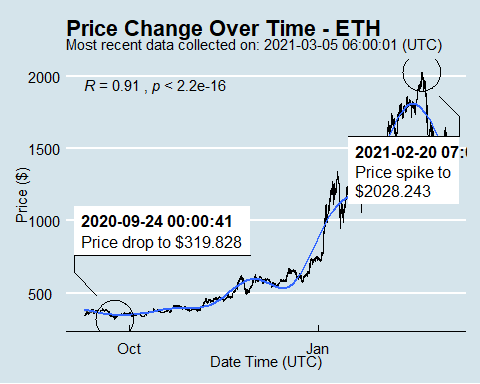 Price Change Over Time - ETH
Most recent data collected on: 2021-03-05 06:00:01 (UTC)
R = 0.91 , p < 2.2e-16
2000
1500
1000
500
Price ($)
2021-02-20 07:0
Price spike to
$2028.243
2020-09-24 00:00:41
Price drop to $319.828
Oct
Jan
Date Time (UTC)